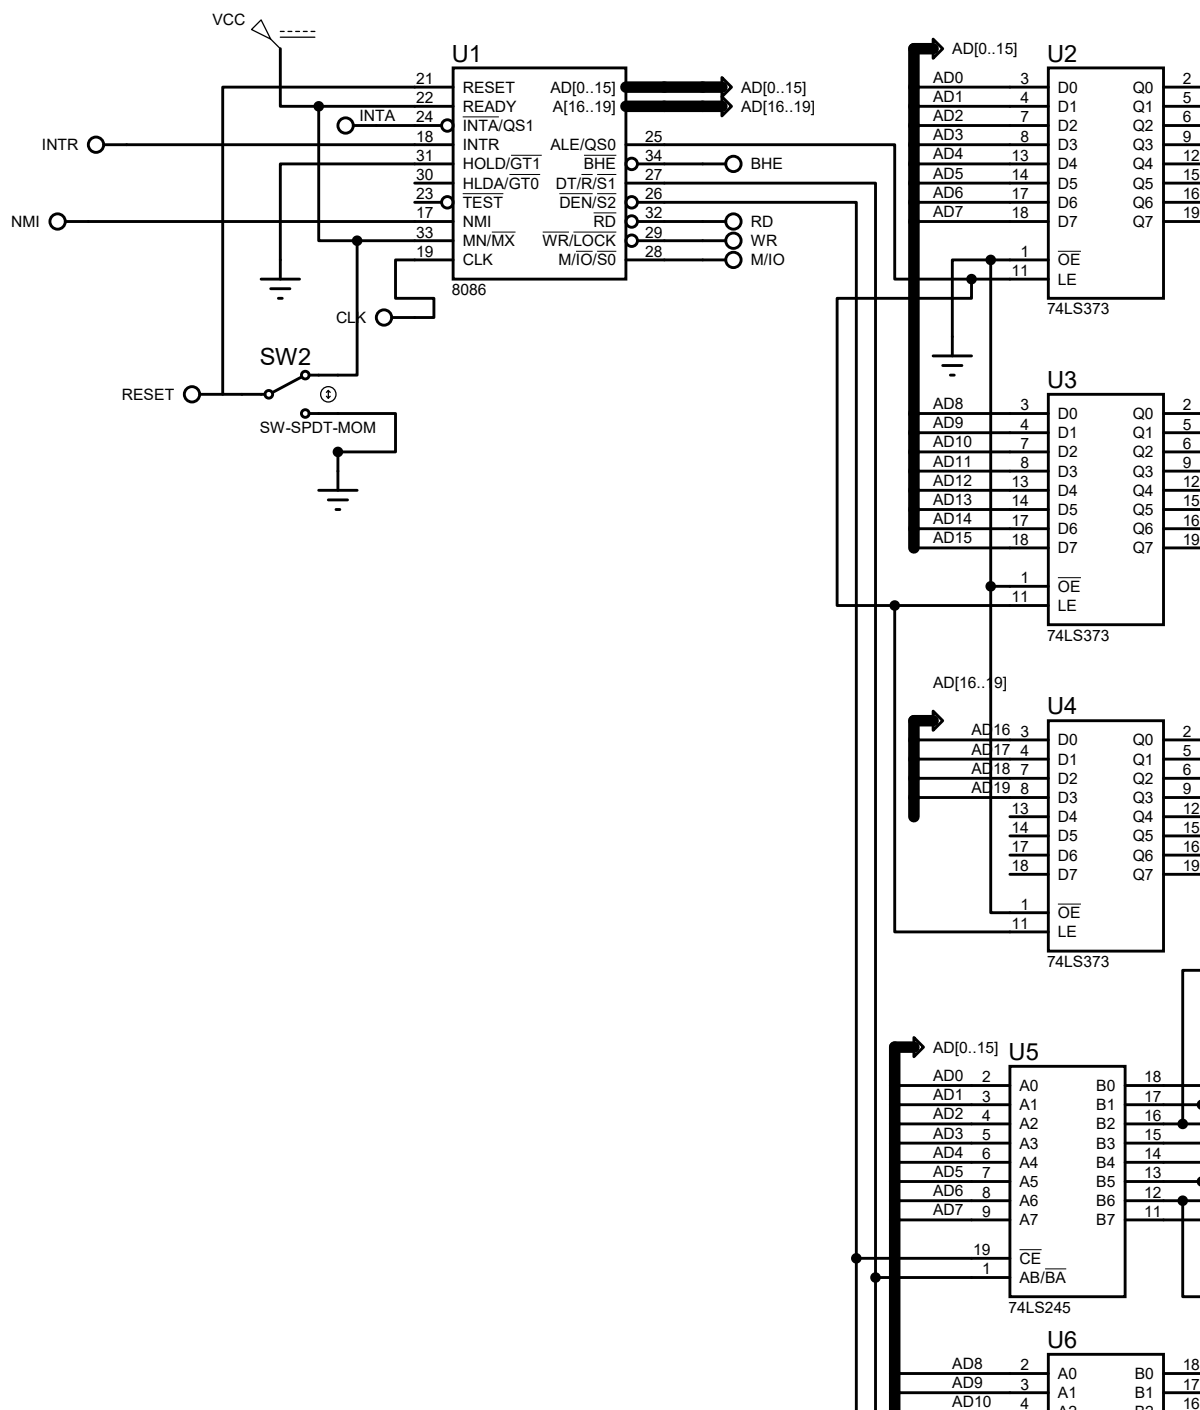 VCC
U1
21 RESET AD[0..15] AD[0..15]
22 READY A[16..19] AD[16..19]
INTA 24 INTA/QS1
INTR 18 INTR ALE/QS0 25
31 HOLD/GT1 BHE 34 BHE
30 HLDA/GT0 DT/R/S1 27
23 TEST DEN/S2 26
NMI 17 NMI RD 32 RD
33 MN/MX WR/LOCK 29 WR
19 CLK M/IO/S0 28 M/IO
8086
CLK
SW2
RESET
SW-SPDT-MOM
AD[0..15]
U2
AD0 3 D0 Q0 2
AD1 4 D1 Q1 5
AD2 7 D2 Q2 6
AD3 8 D3 Q3 9
AD4 13 D4 Q4 12
AD5 14 D5 Q5 15
AD6 17 D6 Q6 16
AD7 18 D7 Q7 19
1 OE
11 LE
74LS373
U3
AD8 3 D0 Q0 2
AD9 4 D1 Q1 5
AD10 7 D2 Q2 6
AD11 8 D3 Q3 9
AD12 13 D4 Q4 12
AD13 14 D5 Q5 15
AD14 17 D6 Q6 16
AD15 18 D7 Q7 19
1 OE
11 LE
74LS373
AD[16..19]
U4
AD16 3 D0 Q0 2
AD17 4 D1 Q1 5
AD18 7 D2 Q2 6
AD19 8 D3 Q3 9
13 D4 Q4 12
14 D5 Q5 15
17 D6 Q6 16
18 D7 Q7 19
1 OE
11 LE
74LS373
AD[0..15]
U5
AD0 2 A0 B0 18
AD1 3 A1 B1 17
AD2 4 A2 B2 16
AD3 5 A3 B3 15
AD4 6 A4 B4 14
AD5 7 A5 B5 13
AD6 8 A6 B6 12
AD7 9 A7 B7 11
19 CE
1 AB/BA
74LS245
U6
AD8 2 A0 B0 18
AD9 3 A1 B1 17
AD10 4 16